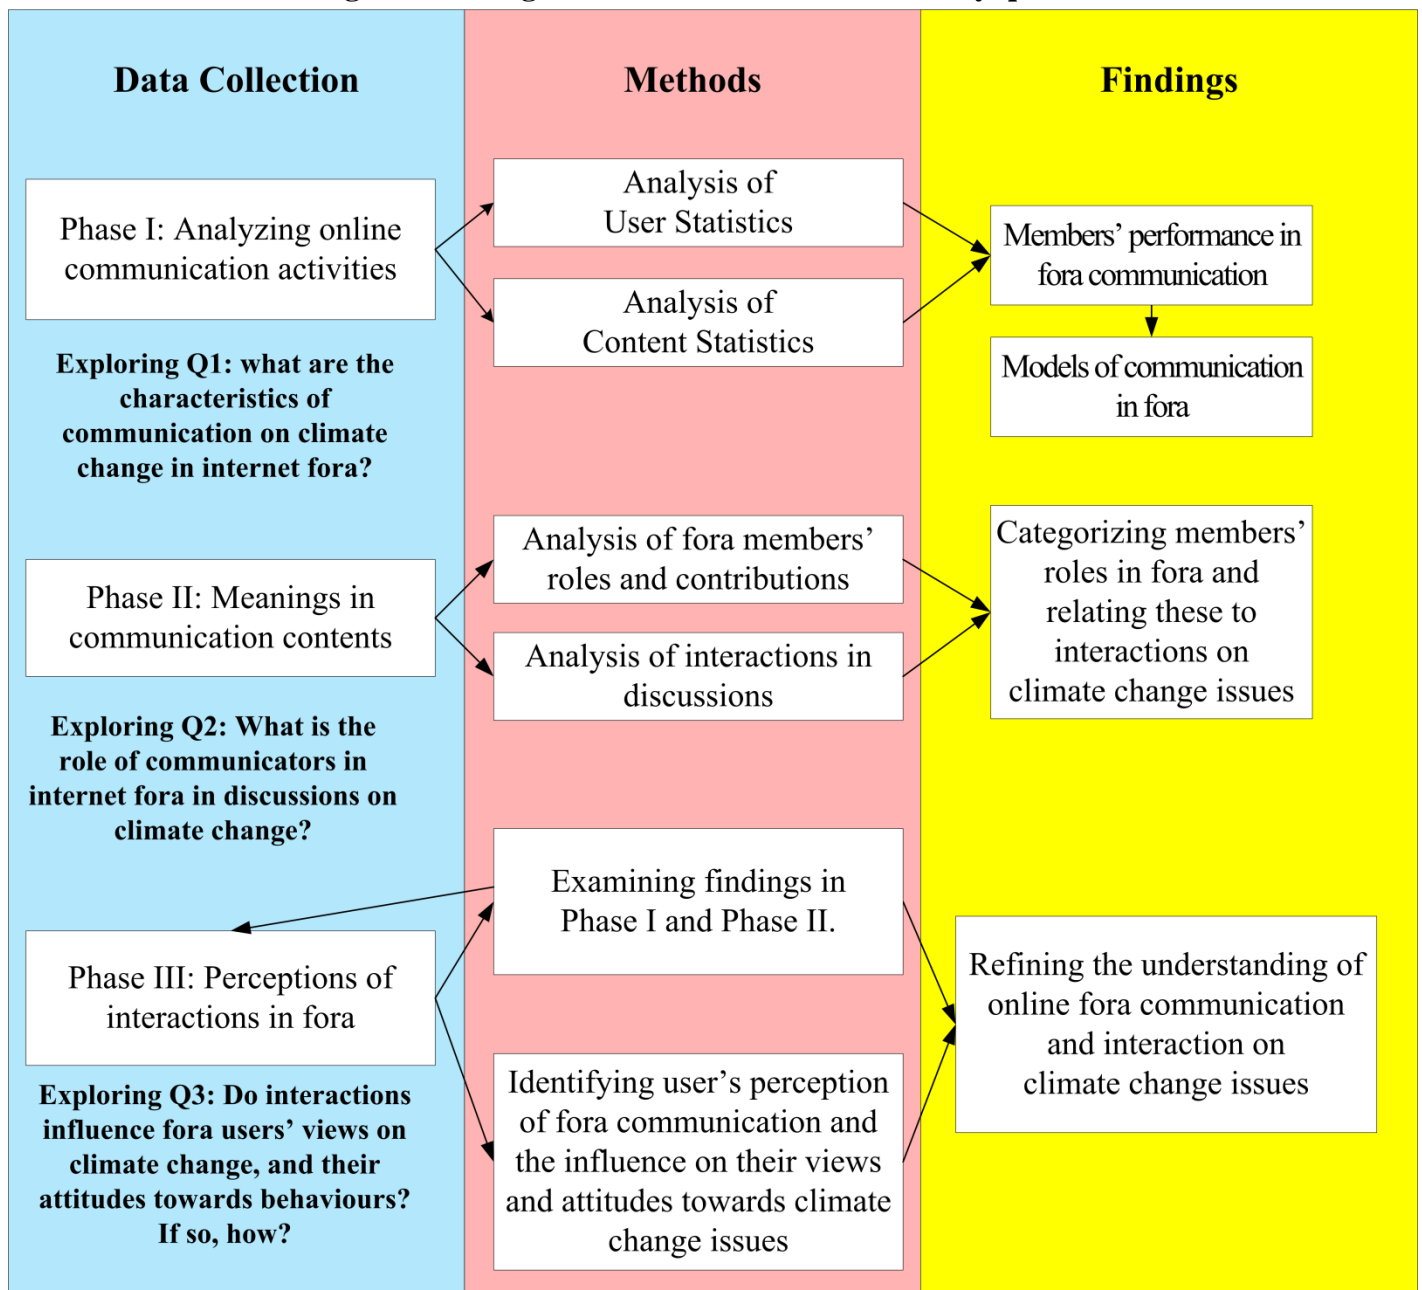 Data Collection
Methods
Findings
Phase I: Analyzing online
communication activities
Exploring Q1: what are the
characteristics of
communication on climate
change in internet fora?
Analysis of
User Statistics
Analysis of
Content Statistics
Members’ performance in
fora communication
Models of communication
in fora
Phase II: Meanings in
communication contents
Exploring Q2: What is the
role of communicators in
internet fora in discussions on
climate change?
Analysis of fora members’
roles and contributions
Analysis of interactions in
discussions
Categorizing members’
roles in fora and
relating these to
interactions on
climate change issues
Phase III: Perceptions of
interactions in fora
Exploring Q3: Do interactions
influence fora users’ views on
climate change, and their
attitudes towards behaviours?
If so, how?
Examining findings in
Phase I and Phase II.
Identifying user’s perception
of fora communication and
the influence on their views
and attitudes towards climate
change issues
Refining the understanding of
online fora communication
and interaction on
climate change issues